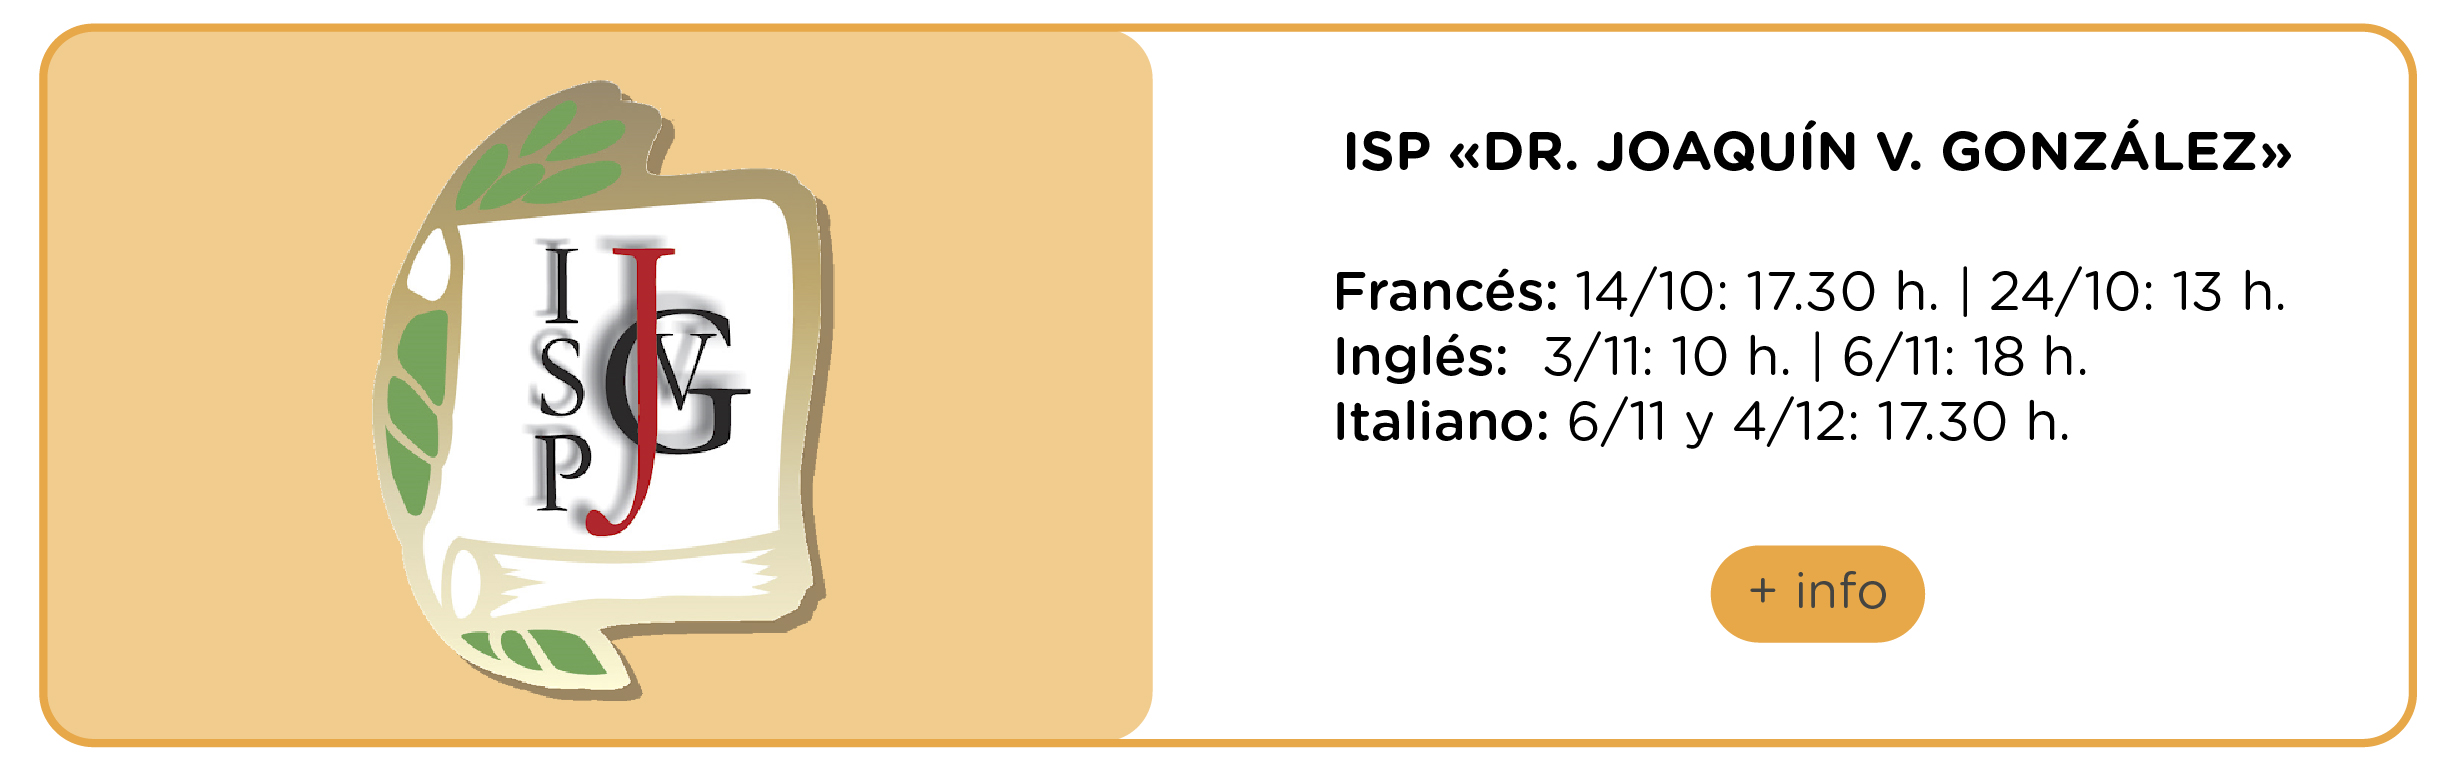 I
S
P
JVG
ISP «DR. JOAQUÍN V. GONZÁLEZ»
Francés: 14/10: 17.30 h. | 24/10: 13 h.
Inglés: 3/11: 10 h. | 6/11: 18 h.
Italiano: 6/11 y 4/12: 17.30 h.
+ info